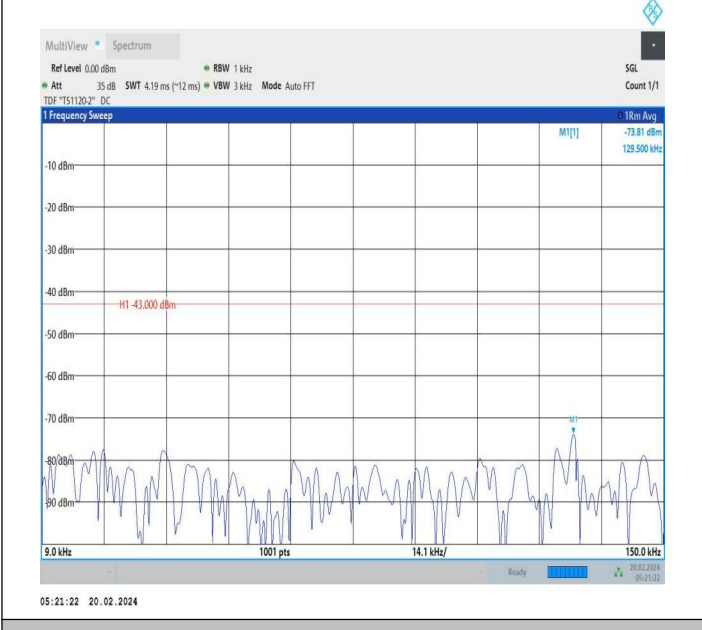 R&S
MultiView Spectrum
Ref Level 0.00 dBm RBW 1 kHz SGL
Att 35 dB SWT 4.19 ms (~12 ms) VBW 3 kHz Mode Auto FFT Count 1/1
TDF "TS1120-2" DC
1 Frequency Sweep 1Rm Avg
M1[1] -73.81 dBm
129.500 kHz
-10 dBm
-20 dBm
-30 dBm
-40 dBm
H1 -43.000 dBm
-50 dBm
-60 dBm
-70 dBm
M1
-80 dBm
-90 dBm
9.0 kHz 1001 pts 14.1 kHz/ 150.0 kHz
Ready 20.02.2024
05:21:22
05:21:22 20.02.2024